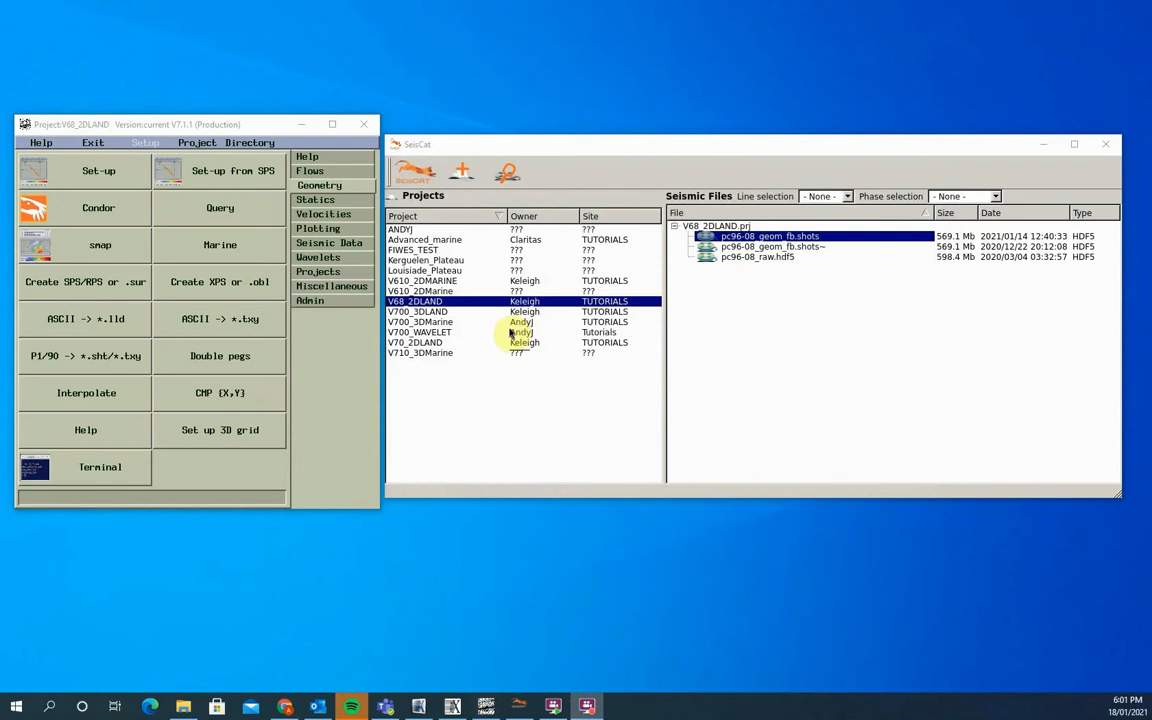 Project:V68_2DLAND Version:current V7.1.1 (Production)
Help Exit Setup Project Directory
Set-up Set-up from SPS
Condor Query
smap Marine
Create SPS/RPS or .sur Create XPS or .obl
ASCII -> *.lld ASCII -> *.txy
P1/90 -> *.sht/*.txy Double pegs
Interpolate CMP {X,Y}
Help Set up 3D grid
Terminal
Help
Flows
Geometry
Statics
Velocities
Plotting
Seismic Data
Wavelets
Projects
Miscellaneous
Admin
SeisCat
SeisCAT
Projects
Project Owner Site
ANDYJ ??? ???
Advanced_marine Claritas TUTORIALS
FIWES_TEST ??? ???
Kerguelen_Plateau ??? ???
Louisiade_Plateau ??? ???
V610_2DMARINE Keleigh TUTORIALS
V610_2DMarine ??? ???
V68_2DLAND Keleigh TUTORIALS
V700_3DLAND Keleigh TUTORIALS
V700_3DMarine AndyJ TUTORIALS
V700_WAVELET AndyJ Tutorials
V70_2DLAND Keleigh TUTORIALS
V710_3DMarine ??? ???
Seismic Files Line selection - None - Phase selection - None -
File Size Date Type
V68_2DLAND.prj
pc96-08_geom_fb.shots 569.1 Mb 2021/01/14 12:40:33 HDF5
pc96-08_geom_fb.shots~ 569.1 Mb 2020/12/22 20:12:08 HDF5
pc96-08_raw.hdf5 598.4 Mb 2020/03/04 03:32:57 HDF5
6:01 PM
18/01/2021